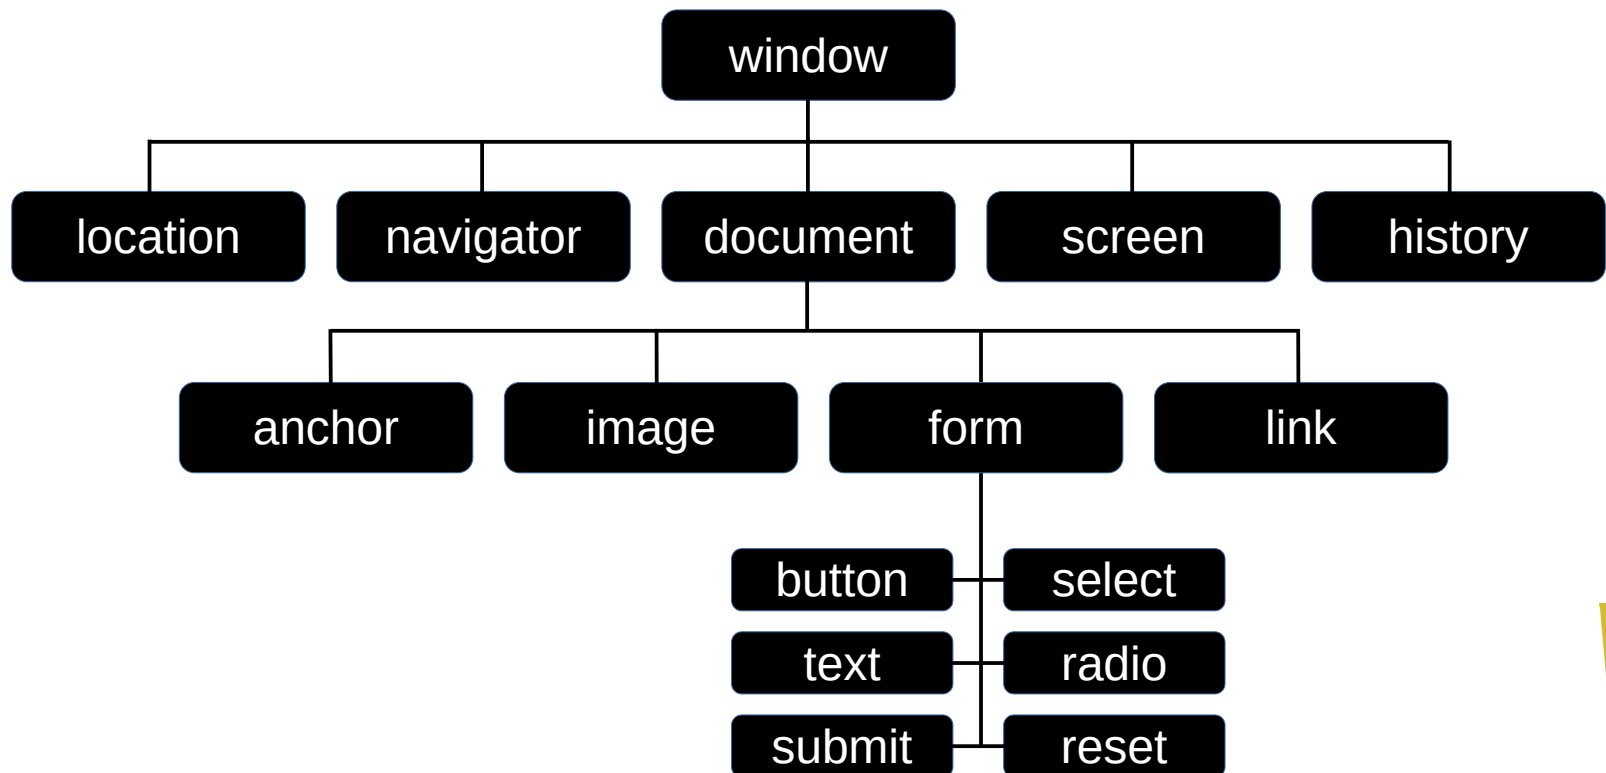 window
location
navigator
document
screen
history
anchor
image
form
link
button
select
text
radio
submit
reset